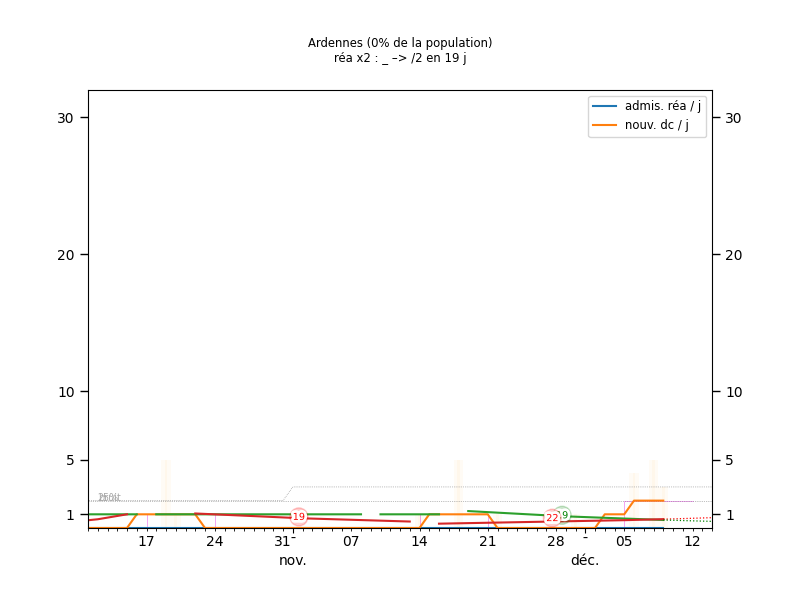 Ardennes (0% de la population)
réa x2 : _ –> /2 en 19 j
admis. réa / j
nouv. dc / j
30 30
20 20
10 10
5 5
1 1
19
22
9
17 24 31 - 07 14 21 28 - 05 12
nov. déc.